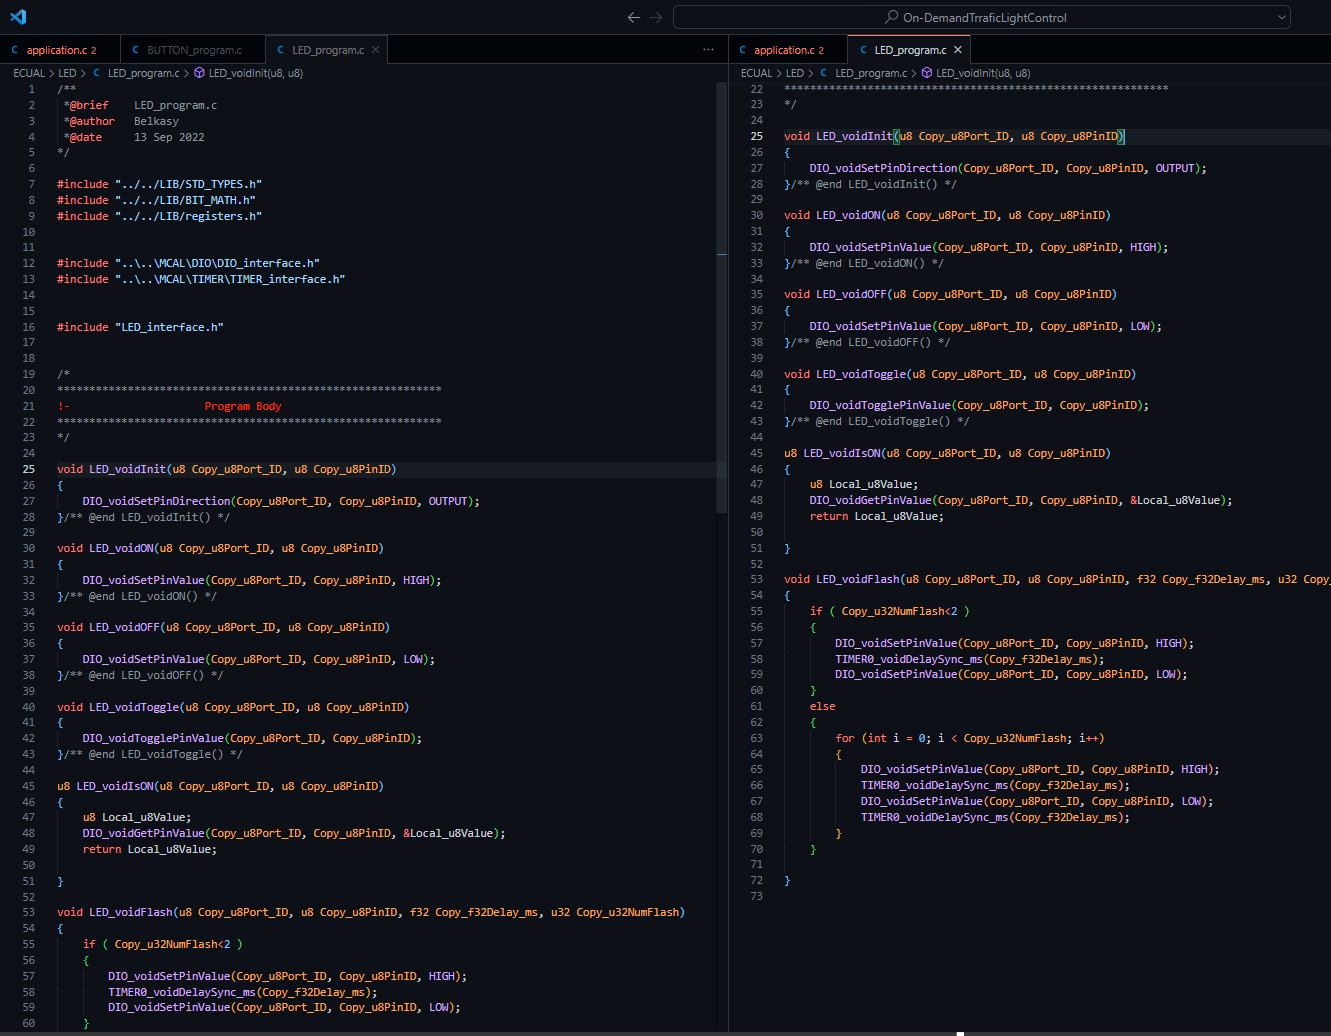 On-DemandTrraficLightControl
C application.c 2
C BUTTON_program.c
C LED_program.c ×
...
ECUAL > LED > C LED_program.c > LED_voidInit(u8, u8)
1 /**
2 *@brief LED_program.c
3 *@author Belkasy
4 *@date 13 Sep 2022
5 */
6
7 #include "../../LIB/STD_TYPES.h"
8 #include "../../LIB/BIT_MATH.h"
9 #include "../../LIB/registers.h"
10
11
12 #include "..\..\MCAL\DIO\DIO_interface.h"
13 #include "..\..\MCAL\TIMER\TIMER_interface.h"
14
15
16 #include "LED_interface.h"
17
18
19 /*
20 ************************************************************
21 !- Program Body
22 ************************************************************
23 */
24
25 void LED_voidInit(u8 Copy_u8Port_ID, u8 Copy_u8PinID)
26 {
27 DIO_voidSetPinDirection(Copy_u8Port_ID, Copy_u8PinID, OUTPUT);
28 }/** @end LED_voidInit() */
29
30 void LED_voidON(u8 Copy_u8Port_ID, u8 Copy_u8PinID)
31 {
32 DIO_voidSetPinValue(Copy_u8Port_ID, Copy_u8PinID, HIGH);
33 }/** @end LED_voidON() */
34
35 void LED_voidOFF(u8 Copy_u8Port_ID, u8 Copy_u8PinID)
36 {
37 DIO_voidSetPinValue(Copy_u8Port_ID, Copy_u8PinID, LOW);
38 }/** @end LED_voidOFF() */
39
40 void LED_voidToggle(u8 Copy_u8Port_ID, u8 Copy_u8PinID)
41 {
42 DIO_voidTogglePinValue(Copy_u8Port_ID, Copy_u8PinID);
43 }/** @end LED_voidToggle() */
44
45 u8 LED_voidIsON(u8 Copy_u8Port_ID, u8 Copy_u8PinID)
46 {
47 u8 Local_u8Value;
48 DIO_voidGetPinValue(Copy_u8Port_ID, Copy_u8PinID, &Local_u8Value);
49 return Local_u8Value;
50
51 }
52
53 void LED_voidFlash(u8 Copy_u8Port_ID, u8 Copy_u8PinID, f32 Copy_f32Delay_ms, u32 Copy_u32NumFlash)
54 {
55 if ( Copy_u32NumFlash<2 )
56 {
57 DIO_voidSetPinValue(Copy_u8Port_ID, Copy_u8PinID, HIGH);
58 TIMER0_voidDelaySync_ms(Copy_f32Delay_ms);
59 DIO_voidSetPinValue(Copy_u8Port_ID, Copy_u8PinID, LOW);
60 }
C application.c 2
C LED_program.c ×
ECUAL > LED > C LED_program.c > LED_voidInit(u8, u8)
22 ************************************************************
23 */
24
25 void LED_voidInit(u8 Copy_u8Port_ID, u8 Copy_u8PinID)
26 {
27 DIO_voidSetPinDirection(Copy_u8Port_ID, Copy_u8PinID, OUTPUT);
28 }/** @end LED_voidInit() */
29
30 void LED_voidON(u8 Copy_u8Port_ID, u8 Copy_u8PinID)
31 {
32 DIO_voidSetPinValue(Copy_u8Port_ID, Copy_u8PinID, HIGH);
33 }/** @end LED_voidON() */
34
35 void LED_voidOFF(u8 Copy_u8Port_ID, u8 Copy_u8PinID)
36 {
37 DIO_voidSetPinValue(Copy_u8Port_ID, Copy_u8PinID, LOW);
38 }/** @end LED_voidOFF() */
39
40 void LED_voidToggle(u8 Copy_u8Port_ID, u8 Copy_u8PinID)
41 {
42 DIO_voidTogglePinValue(Copy_u8Port_ID, Copy_u8PinID);
43 }/** @end LED_voidToggle() */
44
45 u8 LED_voidIsON(u8 Copy_u8Port_ID, u8 Copy_u8PinID)
46 {
47 u8 Local_u8Value;
48 DIO_voidGetPinValue(Copy_u8Port_ID, Copy_u8PinID, &Local_u8Value);
49 return Local_u8Value;
50
51 }
52
53 void LED_voidFlash(u8 Copy_u8Port_ID, u8 Copy_u8PinID, f32 Copy_f32Delay_ms, u32 Copy_
54 {
55 if ( Copy_u32NumFlash<2 )
56 {
57 DIO_voidSetPinValue(Copy_u8Port_ID, Copy_u8PinID, HIGH);
58 TIMER0_voidDelaySync_ms(Copy_f32Delay_ms);
59 DIO_voidSetPinValue(Copy_u8Port_ID, Copy_u8PinID, LOW);
60 }
61 else
62 {
63 for (int i = 0; i < Copy_u32NumFlash; i++)
64 {
65 DIO_voidSetPinValue(Copy_u8Port_ID, Copy_u8PinID, HIGH);
66 TIMER0_voidDelaySync_ms(Copy_f32Delay_ms);
67 DIO_voidSetPinValue(Copy_u8Port_ID, Copy_u8PinID, LOW);
68 TIMER0_voidDelaySync_ms(Copy_f32Delay_ms);
69 }
70 }
71
72 }
73